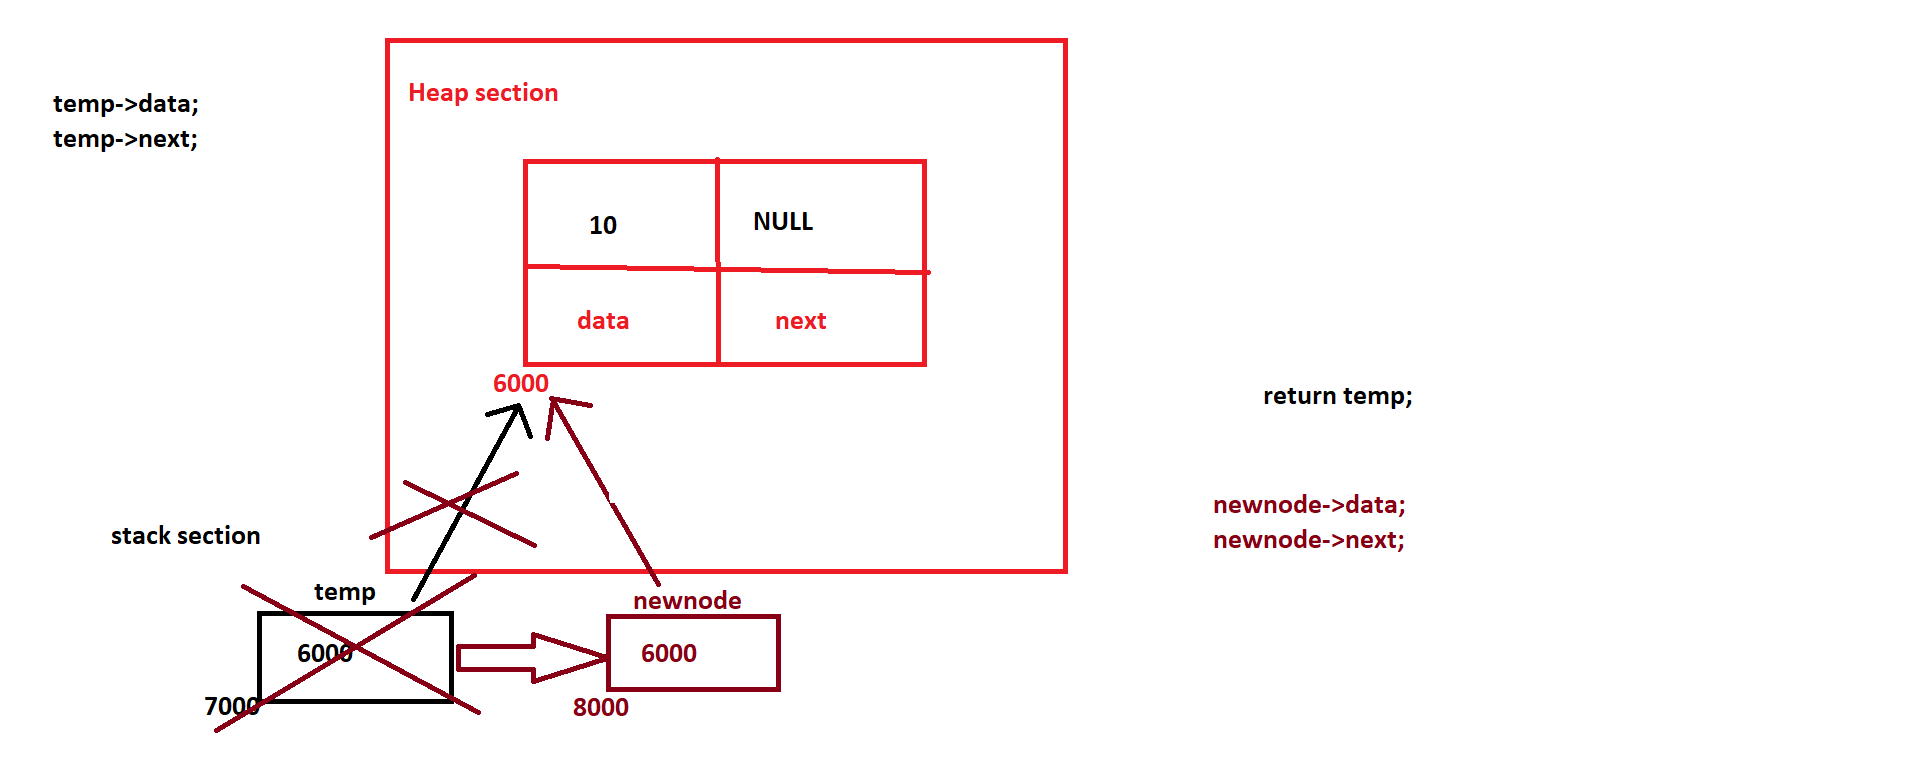 Heap section
temp->data;
temp->next;
10
NULL
data
next
6000
return temp;
newnode->data;
newnode->next;
stack section
temp
newnode
6000
6000
7000
8000